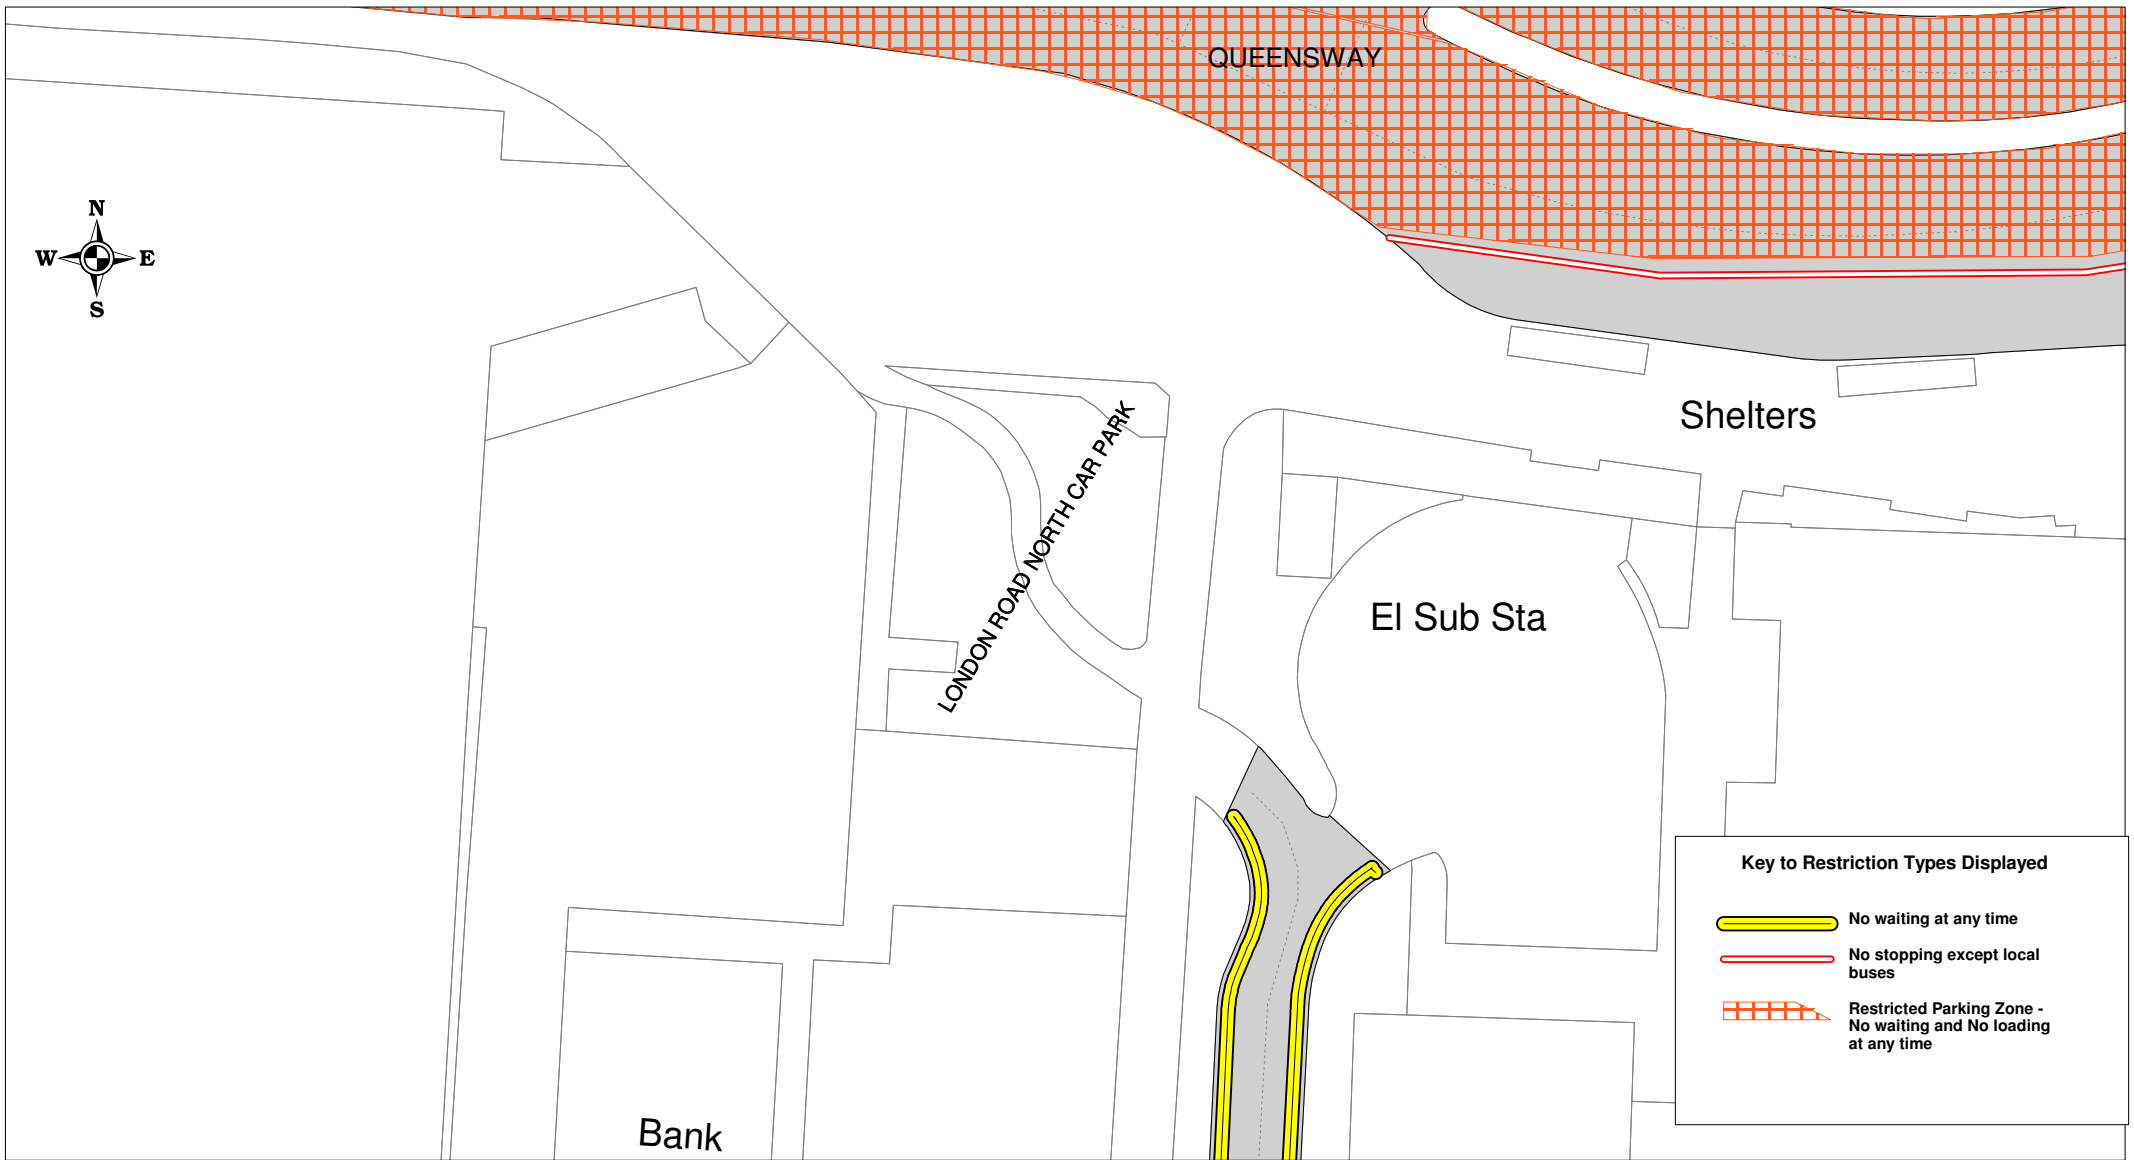 QUEENSWAY
N
W E
S
LONDON ROAD NORTH CAR PARK
Shelters
El Sub Sta
Bank
Key to Restriction Types Displayed
No waiting at any time
No stopping except local
buses
Restricted Parking Zone -
No waiting and No loading
at any time